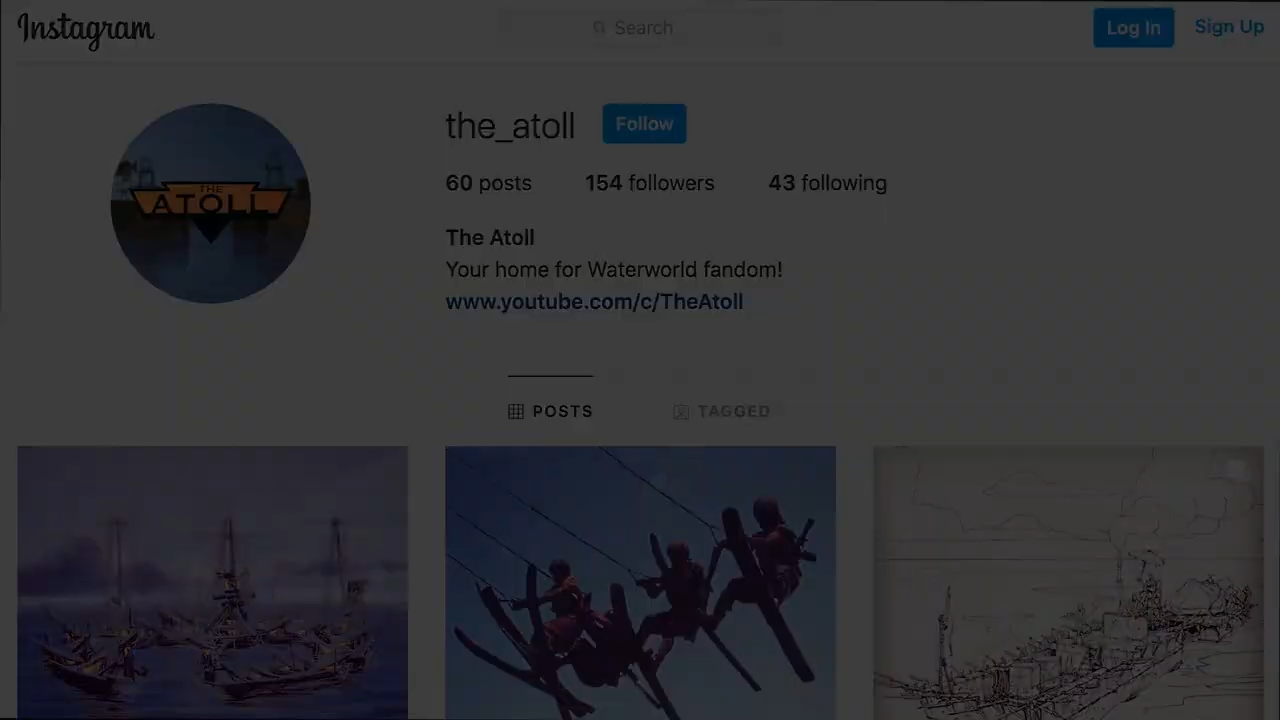 Instagram
Search
Log In
Sign Up
THE
ATOLL
the_atoll
Follow
60 posts
154 followers
43 following
The Atoll
Your home for Waterworld fandom!
www.youtube.com/c/TheAtoll
POSTS
TAGGED